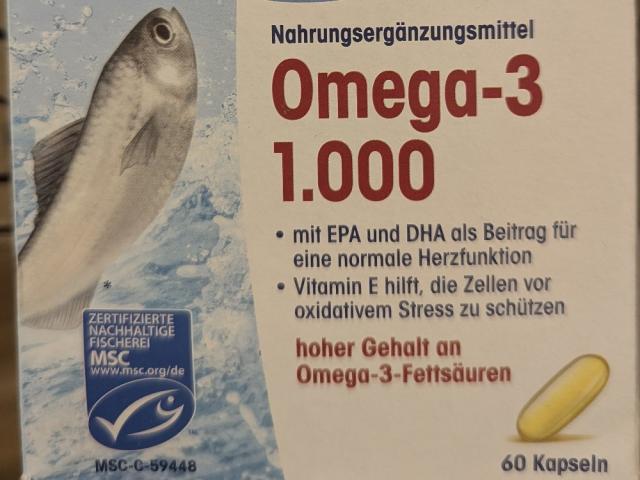 Nahrungsergänzungsmittel
Omega-3
1.000
• mit EPA und DHA als Beitrag für
eine normale Herzfunktion
• Vitamin E hilft, die Zellen vor
oxidativem Stress zu schützen
hoher Gehalt an
Omega-3-Fettsäuren
60 Kapseln
*
ZERTIFIZIERTE
NACHHALTIGE
FISCHEREI
MSC
www.msc.org/de
TM
MSC-C-59448